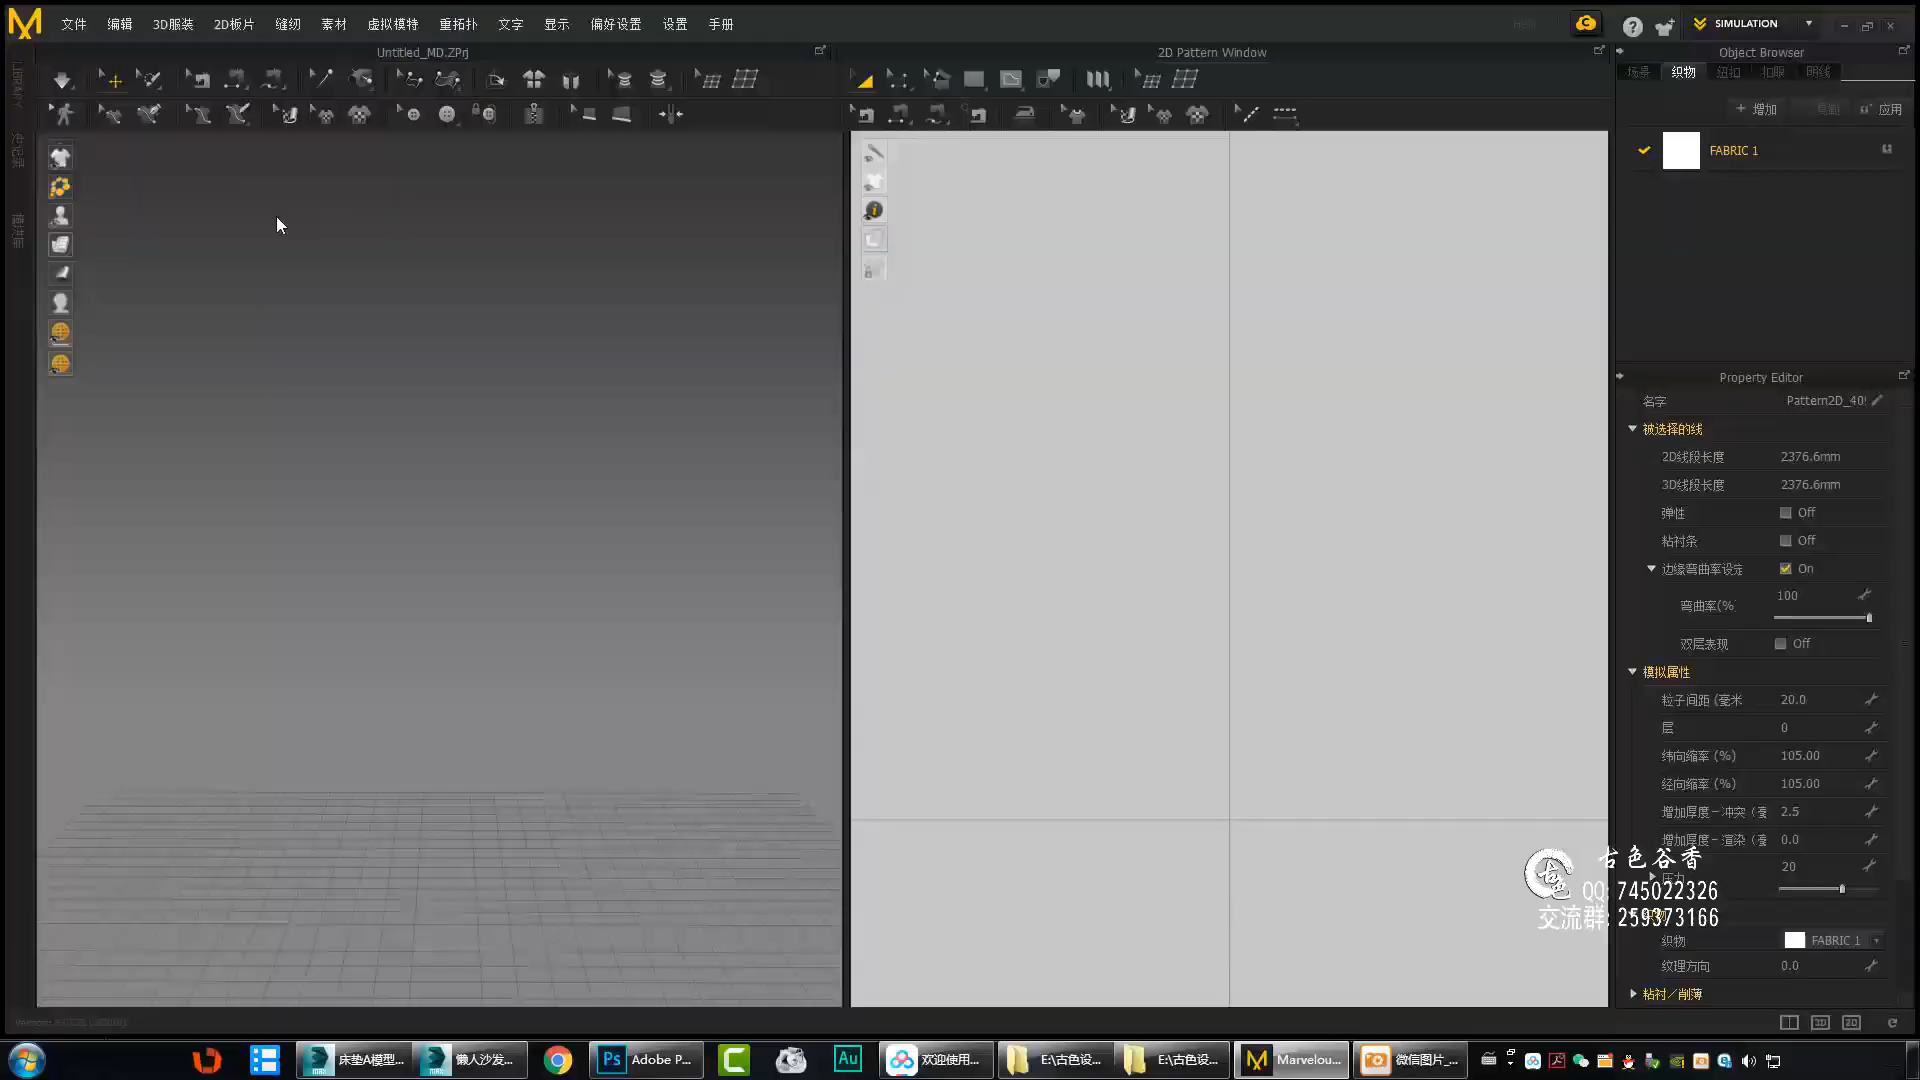 文件 编辑 3D服装 2D板片 缝纫 素材 虚拟模特 重拓扑 文字 显示 偏好设置 设置 手册
SIMULATION
Untitled_MD.ZPrj
2D Pattern Window
Object Browser
场景 织物 纽扣 扣眼 明线
+ 增加 复制 应用
FABRIC 1
Property Editor
名字 Pattern2D_40
被选择的线
2D线段长度 2376.6mm
3D线段长度 2376.6mm
弹性 Off
粘衬条 Off
边缘弯曲率设定 On
弯曲率(% 100
双层表现 Off
模拟属性
粒子间距 (毫米 20.0
层 0
纬向缩率 (%) 105.00
经向缩率 (%) 105.00
增加厚度－冲突 (毫 2.5
增加厚度－渲染 (毫 0.0
压力 20
古色谷香
古色
QQ: 745022326
交流群: 259373166
织物 FABRIC 1
纹理方向 0.0
粘衬／削薄
3D 2D
床垫A模型... 懒人沙发... Adobe P... Au 欢迎使用... E:\古色设... E:\古色设... Marvelou... 微信图片_...